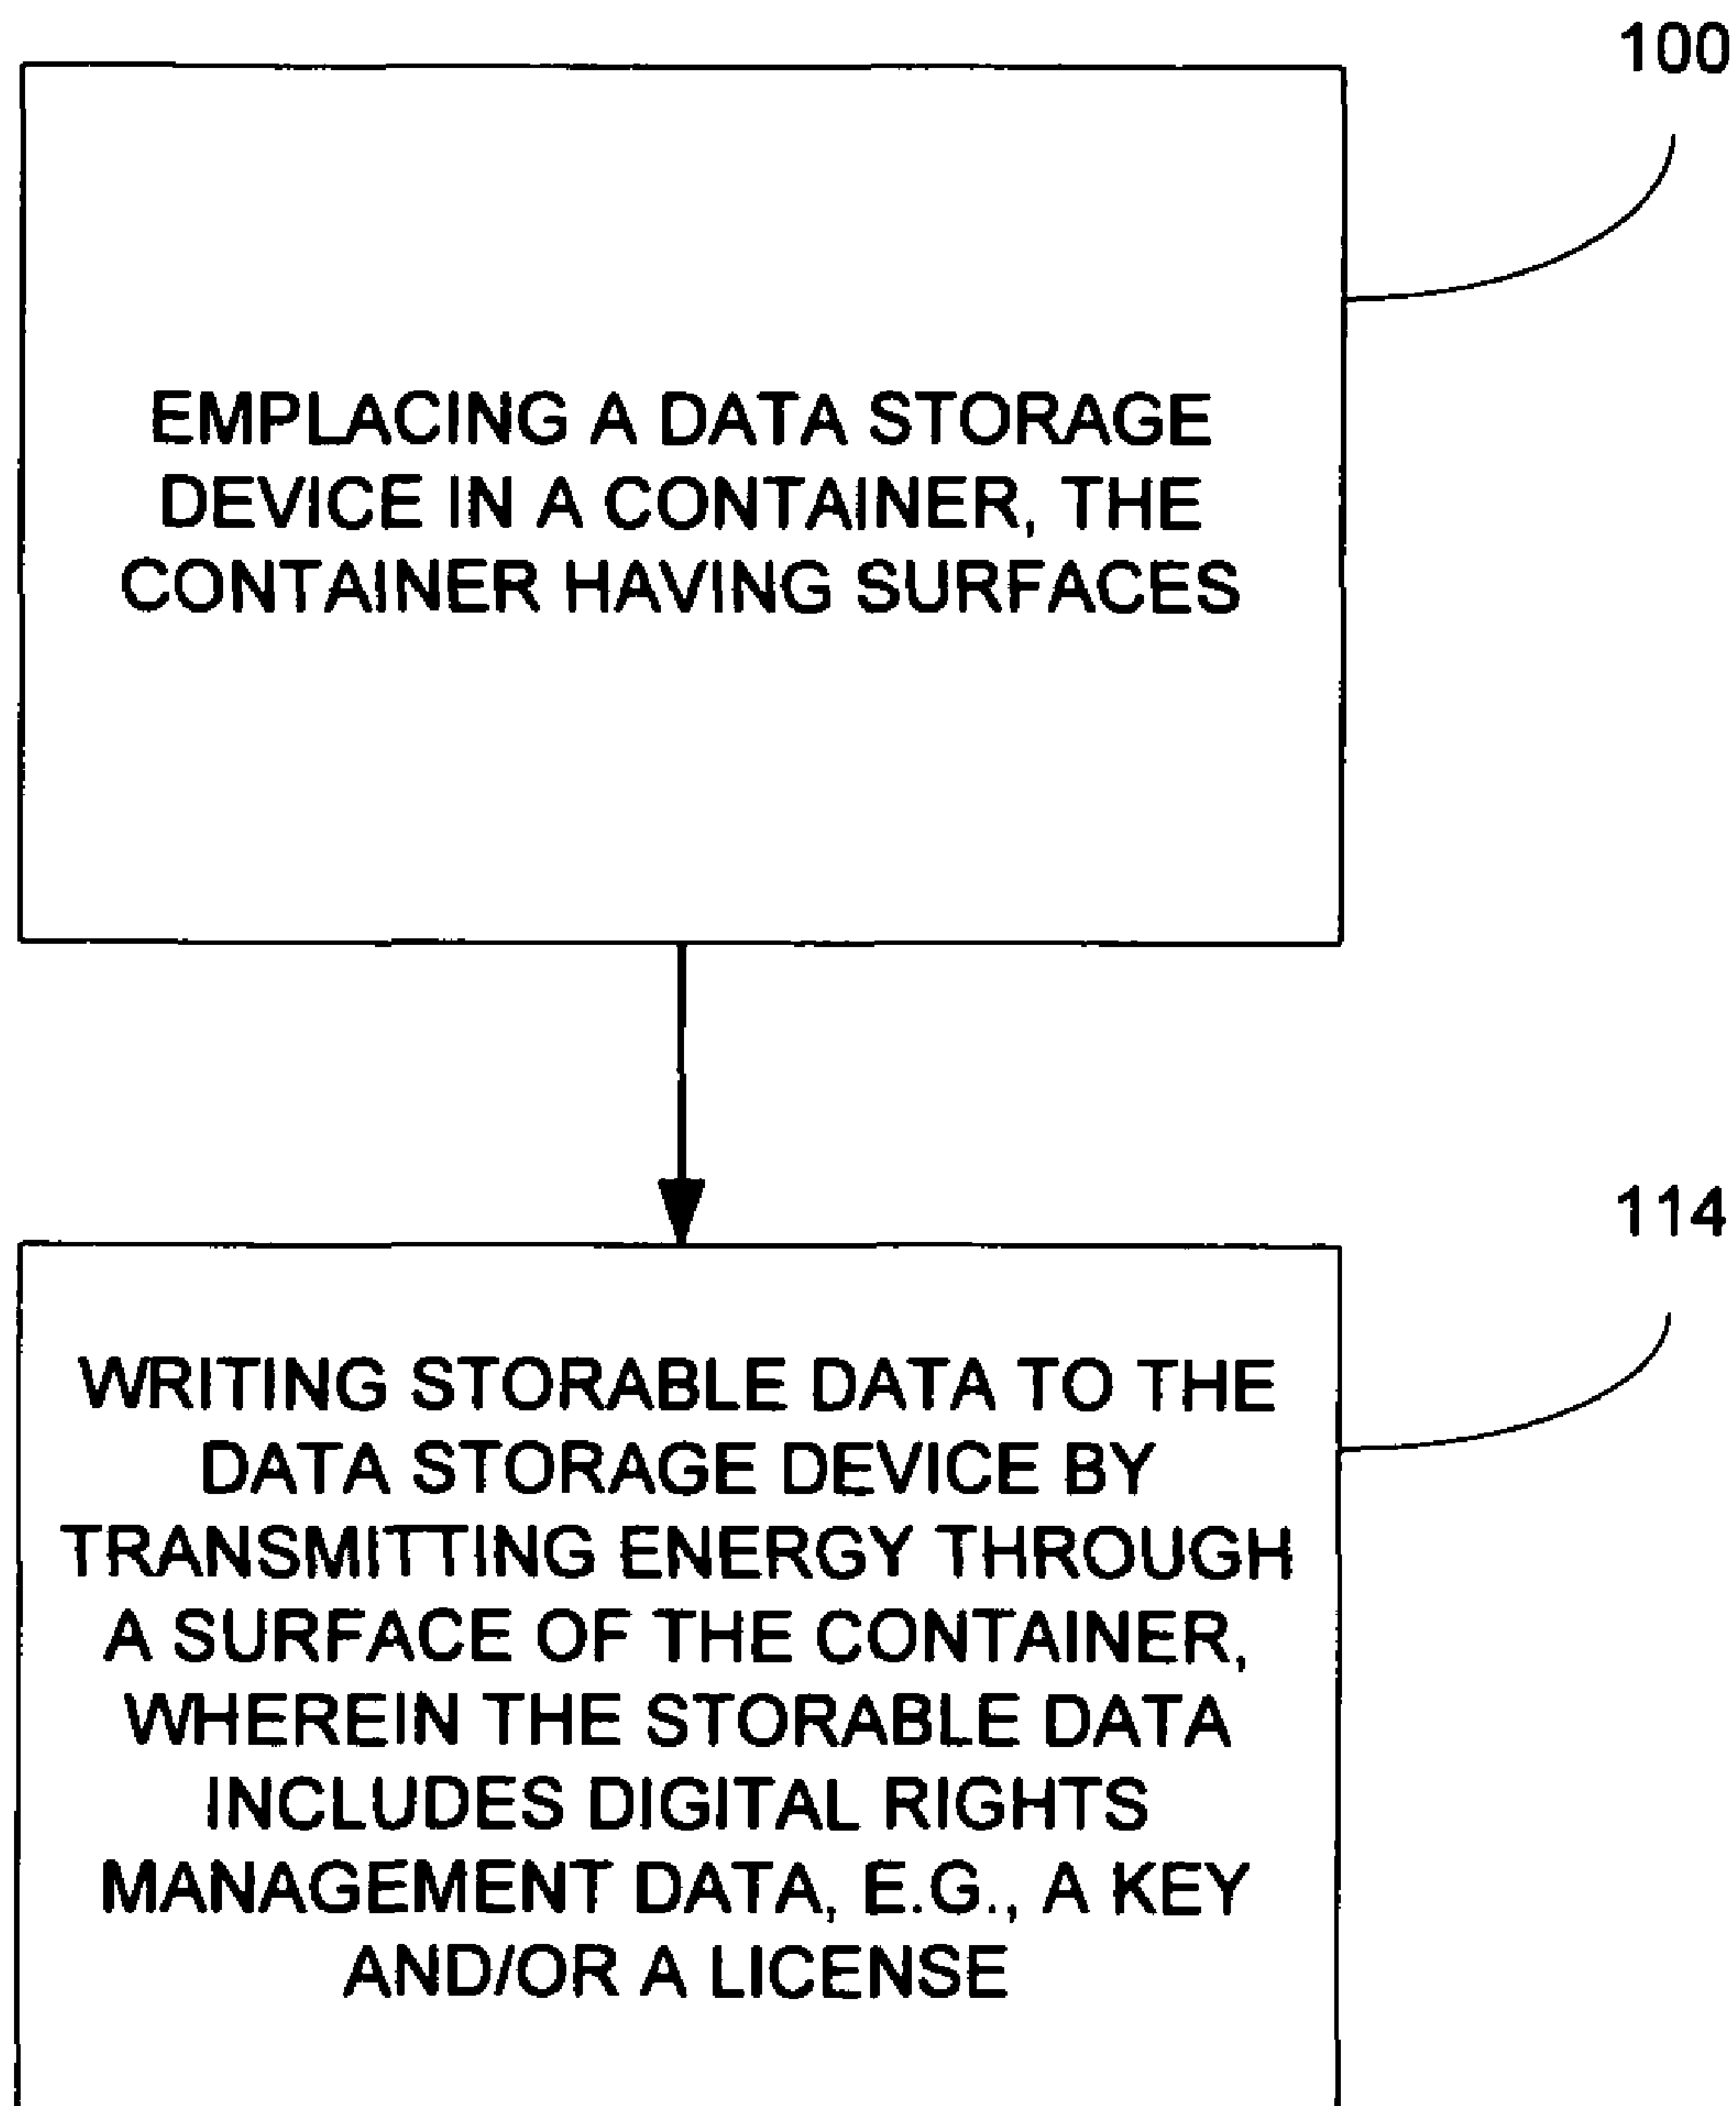 100
EMPLACING A DATA STORAGE
DEVICE IN A CONTAINER, THE
CONTAINER HAVING SURFACES
114
WRITING STORABLE DATA TO THE
DATA STORAGE DEVICE BY
TRANSMITTING ENERGY THROUGH
A SURFACE OF THE CONTAINER,
WHEREIN THE STORABLE DATA
INCLUDES DIGITAL RIGHTS
MANAGEMENT DATA, E.G., A KEY
AND/OR A LICENSE